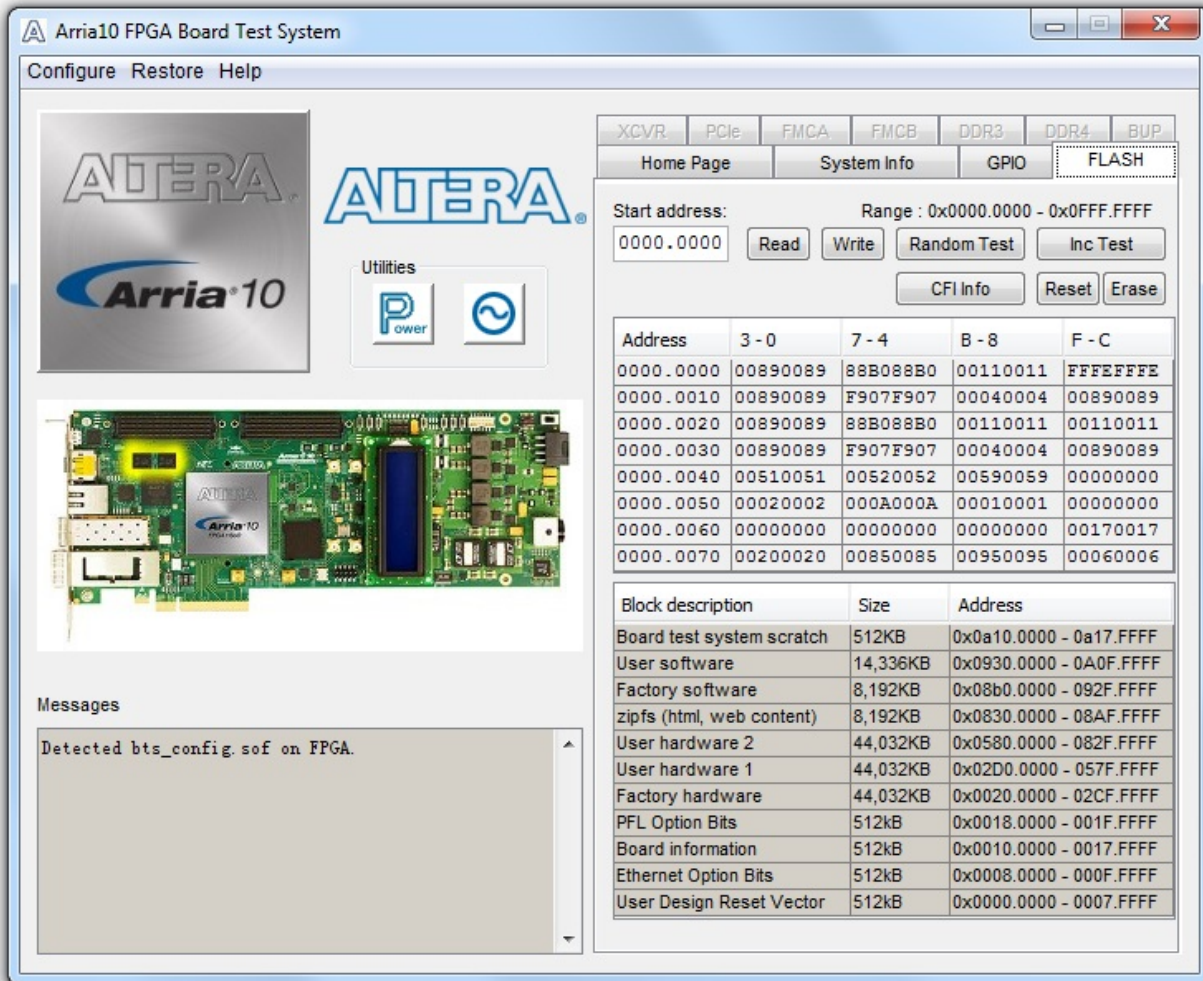 Arria10 FPGA Board Test System
Configure Restore Help
ALTERA®
Arria® 10
ALTERA®
Utilities
Power
XCVR PCIe FMCA FMCB DDR3 DDR4 BUP
Home Page System Info GPIO FLASH
Start address: Range : 0x0000.0000 - 0x0FFF.FFFF
0000.0000 Read Write Random Test Inc Test
CFI Info Reset Erase
Address 3 - 0 7 - 4 B - 8 F - C
0000.0000 00890089 88B088B0 00110011 FFFEFFFE
0000.0010 00890089 F907F907 00040004 00890089
0000.0020 00890089 88B088B0 00110011 00110011
0000.0030 00890089 F907F907 00040004 00890089
0000.0040 00510051 00520052 00590059 00000000
0000.0050 00020002 000A000A 00010001 00000000
0000.0060 00000000 00000000 00000000 00170017
0000.0070 00200020 00850085 00950095 00060006
Block description Size Address
Board test system scratch 512KB 0x0a10.0000 - 0a17.FFFF
User software 14,336KB 0x0930.0000 - 0A0F.FFFF
Factory software 8,192KB 0x08b0.0000 - 092F.FFFF
zipfs (html, web content) 8,192KB 0x0830.0000 - 08AF.FFFF
User hardware 2 44,032KB 0x0580.0000 - 082F.FFFF
User hardware 1 44,032KB 0x02D0.0000 - 057F.FFFF
Factory hardware 44,032KB 0x0020.0000 - 02CF.FFFF
PFL Option Bits 512kB 0x0018.0000 - 001F.FFFF
Board information 512kB 0x0010.0000 - 0017.FFFF
Ethernet Option Bits 512kB 0x0008.0000 - 000F.FFFF
User Design Reset Vector 512kB 0x0000.0000 - 0007.FFFF
ALTERA
Arria 10
Messages
Detected bts_config.sof on FPGA.